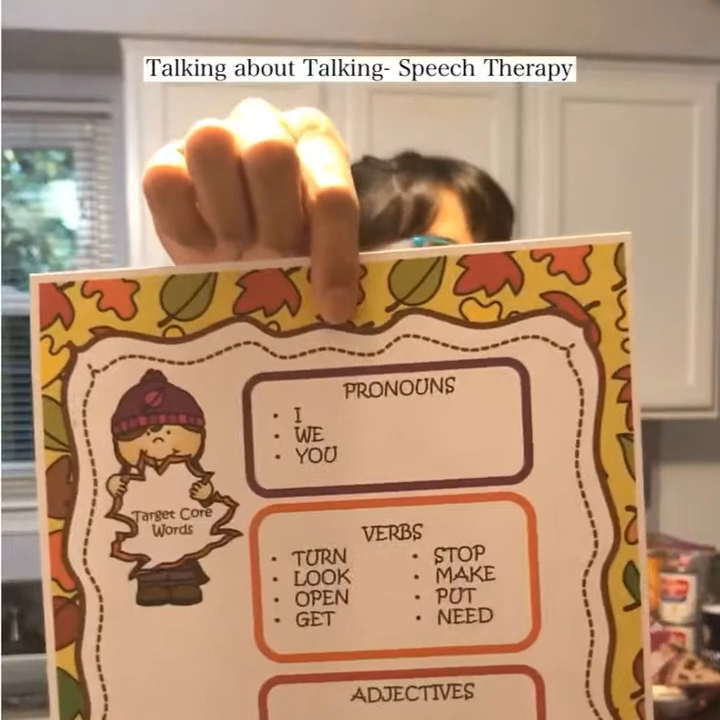 Talking about Talking- Speech Therapy
PRONOUNS
• I
• WE
• YOU
Target Core
Words
VERBS
• TURN
• LOOK
• OPEN
• GET
• STOP
• MAKE
• PUT
• NEED
ADJECTIVES